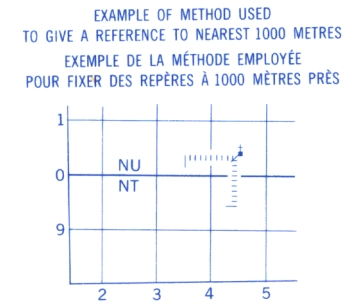 EXAMPLE OF METHOD USED
TO GIVE A REFERENCE TO NEAREST 1000 METRES
EXEMPLE DE LA MÉTHODE EMPLOYÉE
POUR FIXER DES REPÈRES À 1000 MÈTRES PRÈS
1
NU
0
NT
9
2 3 4 5